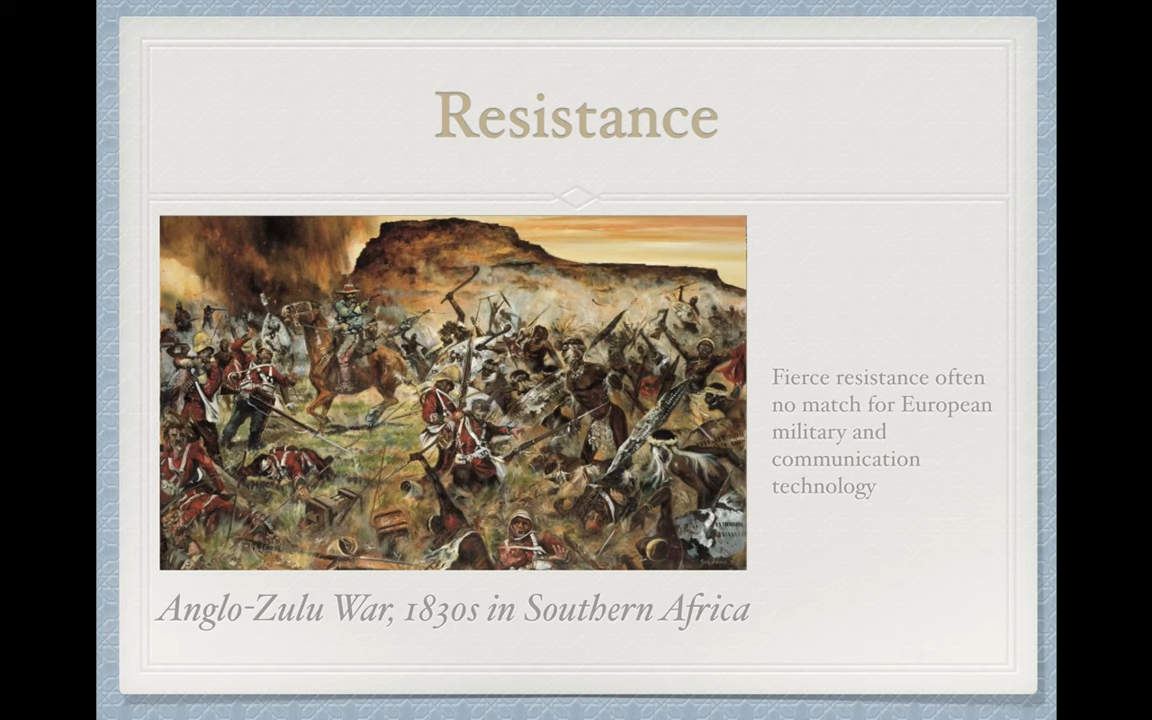 Resistance
Fierce resistance often
no match for European
military and
communication
technology
Anglo-Zulu War, 1830s in Southern Africa